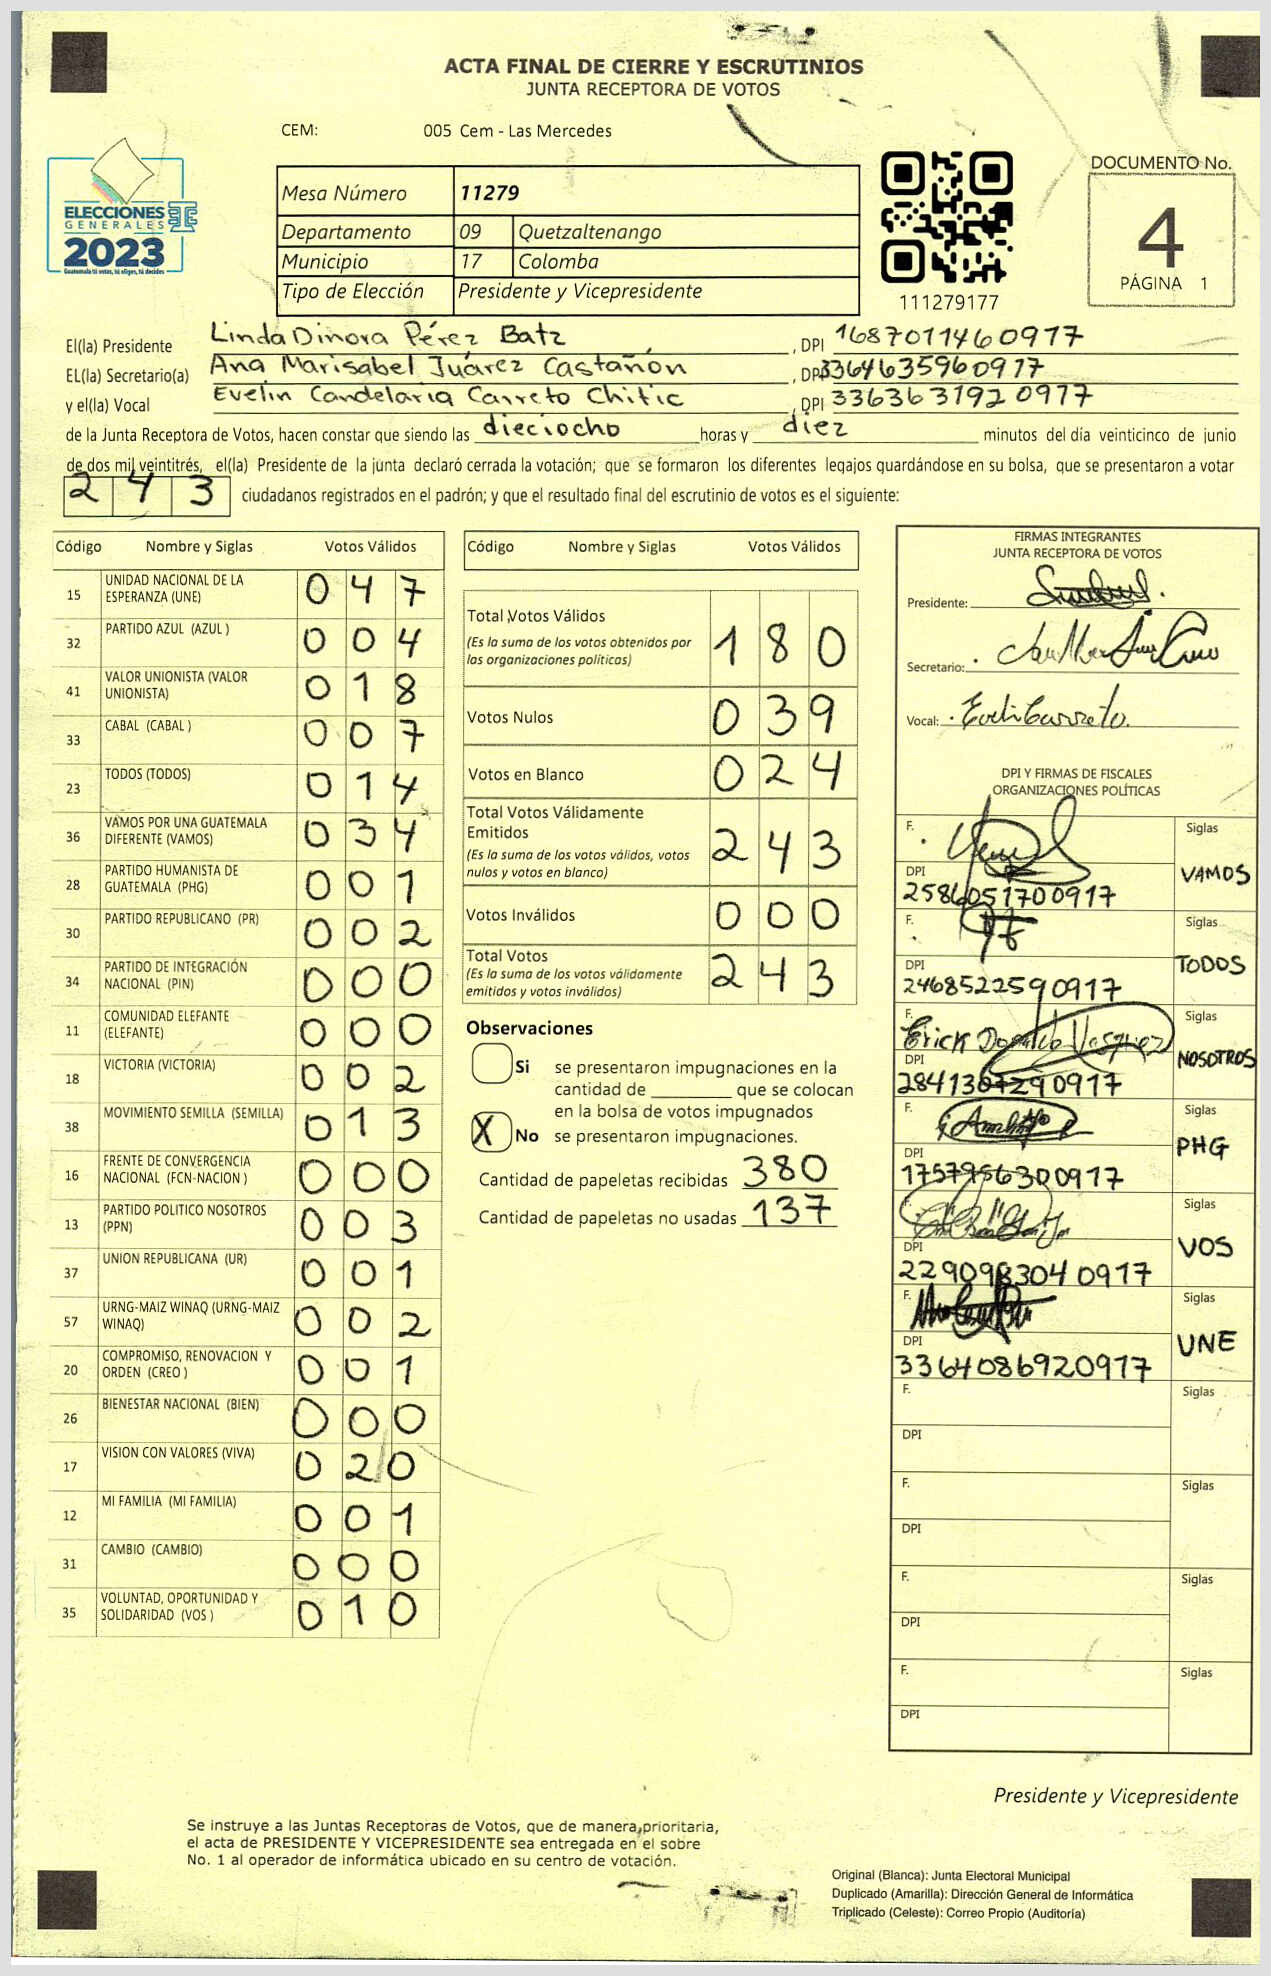 ACTA FINAL DE CIERRE Y ESCRUTINIOS
JUNTA RECEPTORA DE VOTOS
CEM: 005 Cem - Las Mercedes
ELECCIONES
GENERALES
2023
Guatemala tú votas, tú eliges, tú decides
Mesa Número 11279
Departamento 09 Quetzaltenango
Municipio 17 Colomba
Tipo de Elección Presidente y Vicepresidente
111279177
DOCUMENTO No.
4
PÁGINA 1
El(la) Presidente Linda Dinora Pérez Batz, DPI 1687011460917
EL(la) Secretario(a) Ana Marisabel Juárez Castañón, DPI 3364635960917
y el(la) Vocal Evelin Candelaria Carreto Chitic, DPI 3363631920917
de la Junta Receptora de Votos, hacen constar que siendo las dieciocho horas y diez minutos del día veinticinco de junio
de dos mil veintitrés, el(la) Presidente de la junta declaró cerrada la votación; que se formaron los diferentes legajos guardándose en su bolsa, que se presentaron a votar
243 ciudadanos registrados en el padrón; y que el resultado final del escrutinio de votos es el siguiente:
Código Nombre y Siglas Votos Válidos
15 UNIDAD NACIONAL DE LA ESPERANZA (UNE) 047
32 PARTIDO AZUL (AZUL ) 004
41 VALOR UNIONISTA (VALOR UNIONISTA) 018
33 CABAL (CABAL ) 007
23 TODOS (TODOS) 014
36 VAMOS POR UNA GUATEMALA DIFERENTE (VAMOS) 034
28 PARTIDO HUMANISTA DE GUATEMALA (PHG) 001
30 PARTIDO REPUBLICANO (PR) 002
34 PARTIDO DE INTEGRACIÓN NACIONAL (PIN) 000
11 COMUNIDAD ELEFANTE (ELEFANTE) 000
18 VICTORIA (VICTORIA) 002
38 MOVIMIENTO SEMILLA (SEMILLA) 013
16 FRENTE DE CONVERGENCIA NACIONAL (FCN-NACION ) 000
13 PARTIDO POLITICO NOSOTROS (PPN) 003
37 UNION REPUBLICANA (UR) 001
57 URNG-MAIZ WINAQ (URNG-MAIZ WINAQ) 002
20 COMPROMISO, RENOVACION Y ORDEN (CREO ) 001
26 BIENESTAR NACIONAL (BIEN) 000
17 VISION CON VALORES (VIVA) 020
12 MI FAMILIA (MI FAMILIA) 001
31 CAMBIO (CAMBIO) 000
35 VOLUNTAD, OPORTUNIDAD Y SOLIDARIDAD (VOS ) 010
Código Nombre y Siglas Votos Válidos
Total Votos Válidos 180
(Es la suma de los votos obtenidos por
las organizaciones políticas)
Votos Nulos 039
Votos en Blanco 024
Total Votos Válidamente
Emitidos 243
(Es la suma de los votos válidos, votos
nulos y votos en blanco)
Votos Inválidos 000
Total Votos 243
(Es la suma de los votos válidamente
emitidos y votos inválidos)
Observaciones
Si se presentaron impugnaciones en la
cantidad de ________ que se colocan
en la bolsa de votos impugnados
X No se presentaron impugnaciones.
Cantidad de papeletas recibidas 380
Cantidad de papeletas no usadas 137
FIRMAS INTEGRANTES
JUNTA RECEPTORA DE VOTOS
Presidente:
Secretario:
Vocal: Evelin Carreto
DPI Y FIRMAS DE FISCALES
ORGANIZACIONES POLÍTICAS
F. Siglas
DPI VAMOS
2586051700917
F. Siglas
DPI TODOS
2468522590917
F. Erick Donaldo Vasquez Siglas
DPI NOSOTROS
2841307290917
F. Siglas
DPI PHG
1757956300917
F. Siglas
DPI VOS
2290983040917
F. Siglas
DPI UNE
3364086920917
F. Siglas
DPI
F. Siglas
DPI
F. Siglas
DPI
F. Siglas
DPI
Presidente y Vicepresidente
Se instruye a las Juntas Receptoras de Votos, que de manera prioritaria,
el acta de PRESIDENTE Y VICEPRESIDENTE sea entregada en el sobre
No. 1 al operador de informática ubicado en su centro de votación.
Original (Blanca): Junta Electoral Municipal
Duplicado (Amarilla): Dirección General de Informática
Triplicado (Celeste): Correo Propio (Auditoría)